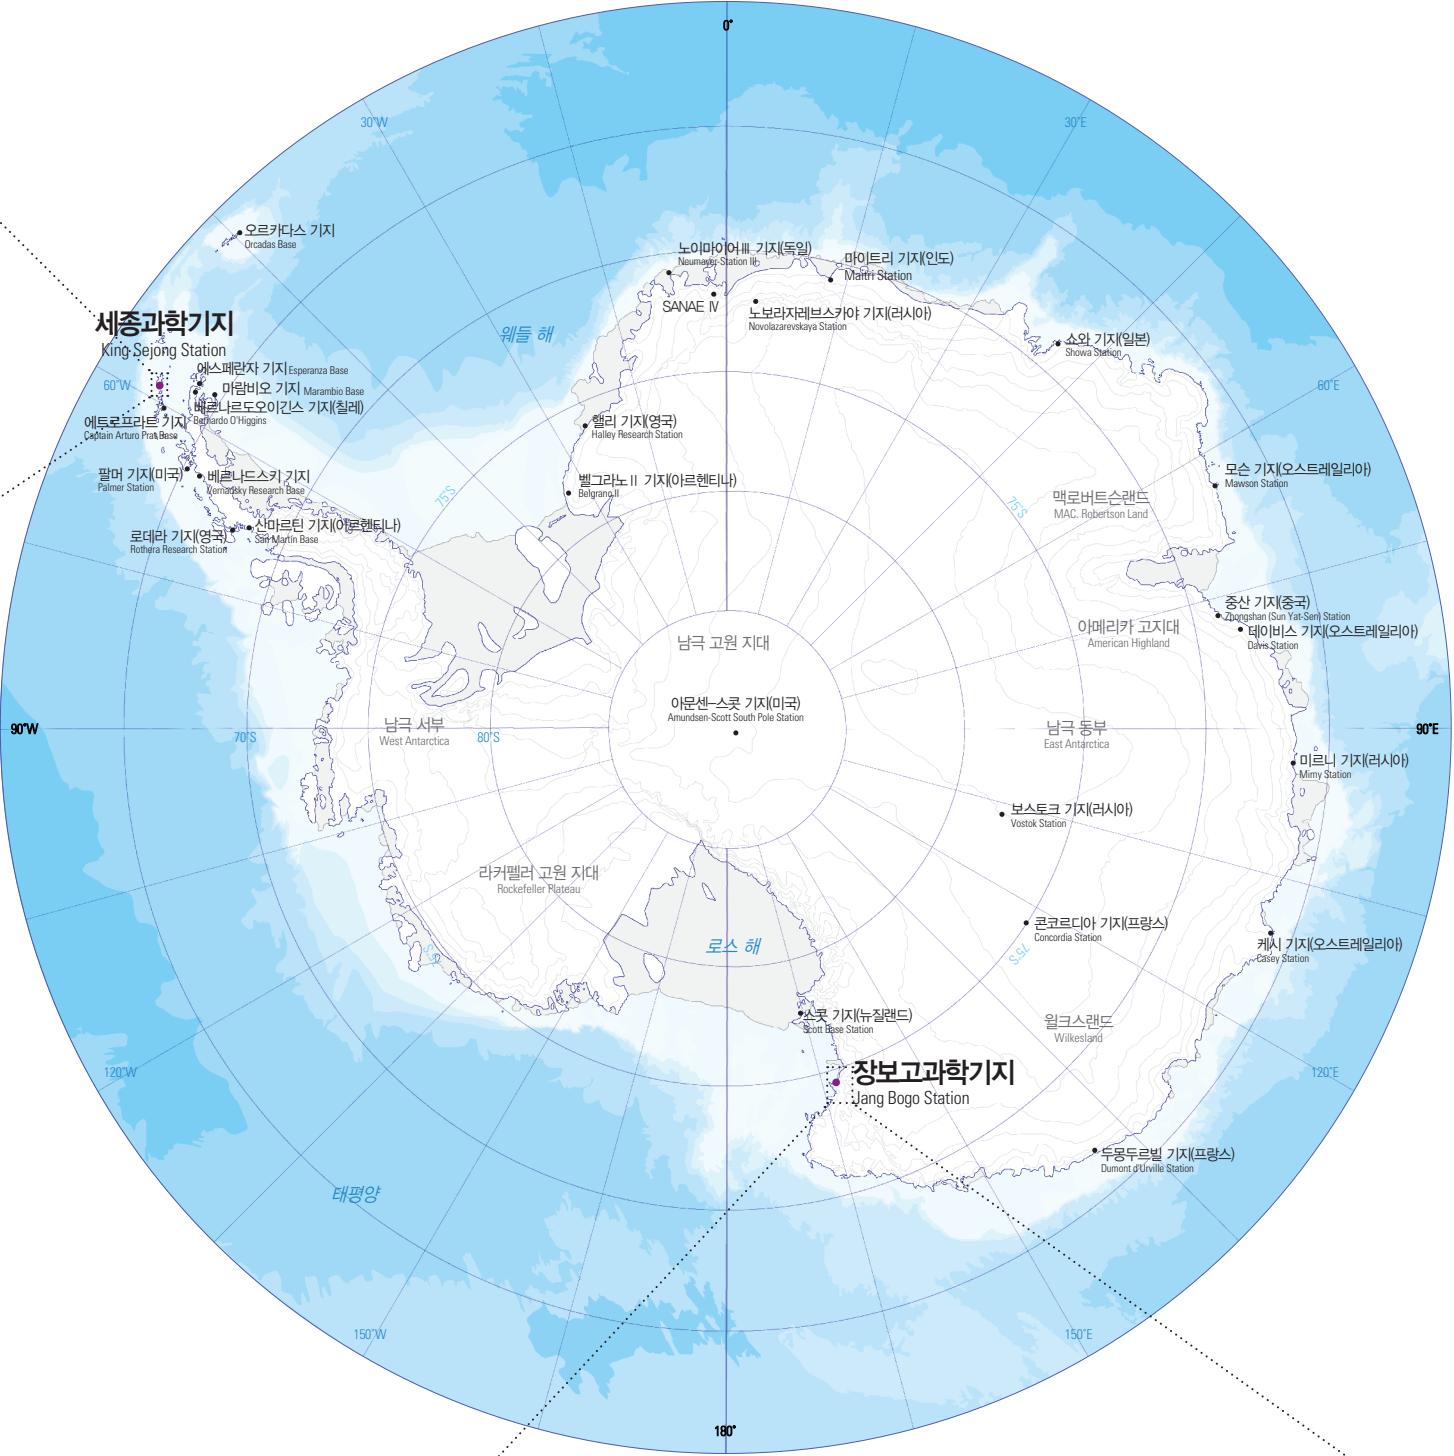 0°
30°W
30°E
오르카다스 기지
Orcadas Base
노이마이어Ⅲ 기지(독일)
Neumayer-Station III
마이트리 기지(인도)
Maitri Station
SANAE IV
노보라자레브스카야 기지(러시아)
Novolazarevskaya Station
세종과학기지
King Sejong Station
웨들 해
쇼와 기지(일본)
Showa Station
에스페란자 기지 Esperanza Base
60°W
60°E
마람비오 기지 Marambio Base
베르나르도오이긴스 기지(칠레)
Bernardo O'Higgins
에트로프라트 기지
Captain Arturo Prat Base
핼리 기지(영국)
Halley Research Station
팔머 기지(미국)
Palmer Station
베르나드스키 기지
Vernadsky Research Base
벨그라노Ⅱ 기지(아르헨티나)
Belgrano II
모슨 기지(오스트레일리아)
Mawson Station
75°S
75°S
맥로버트슨랜드
MAC. Robertson Land
산마르틴 기지(아르헨티나)
San Martín Base
로데라 기지(영국)
Rothera Research Station
중산 기지(중국)
Zhongshan (Sun Yat-Sen) Station
데이비스 기지(오스트레일리아)
Davis Station
아메리카 고지대
American Highland
남극 고원 지대
아문센–스콧 기지(미국)
Amundsen-Scott South Pole Station
90°W
70°S
남극 서부
West Antarctica
80°S
남극 동부
East Antarctica
90°E
미르니 기지(러시아)
Mirny Station
보스토크 기지(러시아)
Vostok Station
라커펠러 고원 지대
Rockefeller Plateau
콘코르디아 기지(프랑스)
Concordia Station
로스 해
75°S
75°S
케시 기지(오스트레일리아)
Casey Station
스콧 기지(뉴질랜드)
Scott Base Station
윌크스랜드
Wilkesland
120°W
장보고과학기지
Jang Bogo Station
120°E
두몽두르빌 기지(프랑스)
Dumont d'Urville Station
태평양
150°W
150°E
180°